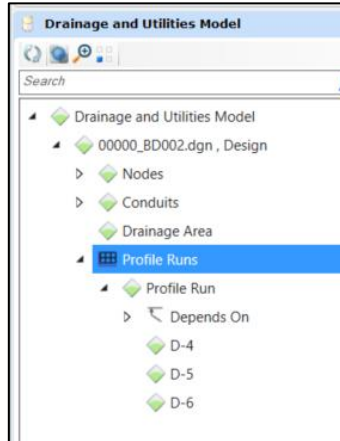 Drainage and Utilities Model
Search
Drainage and Utilities Model
00000_BD002.dgn , Design
Nodes
Conduits
Drainage Area
Profile Runs
Profile Run
Depends On
D-4
D-5
D-6